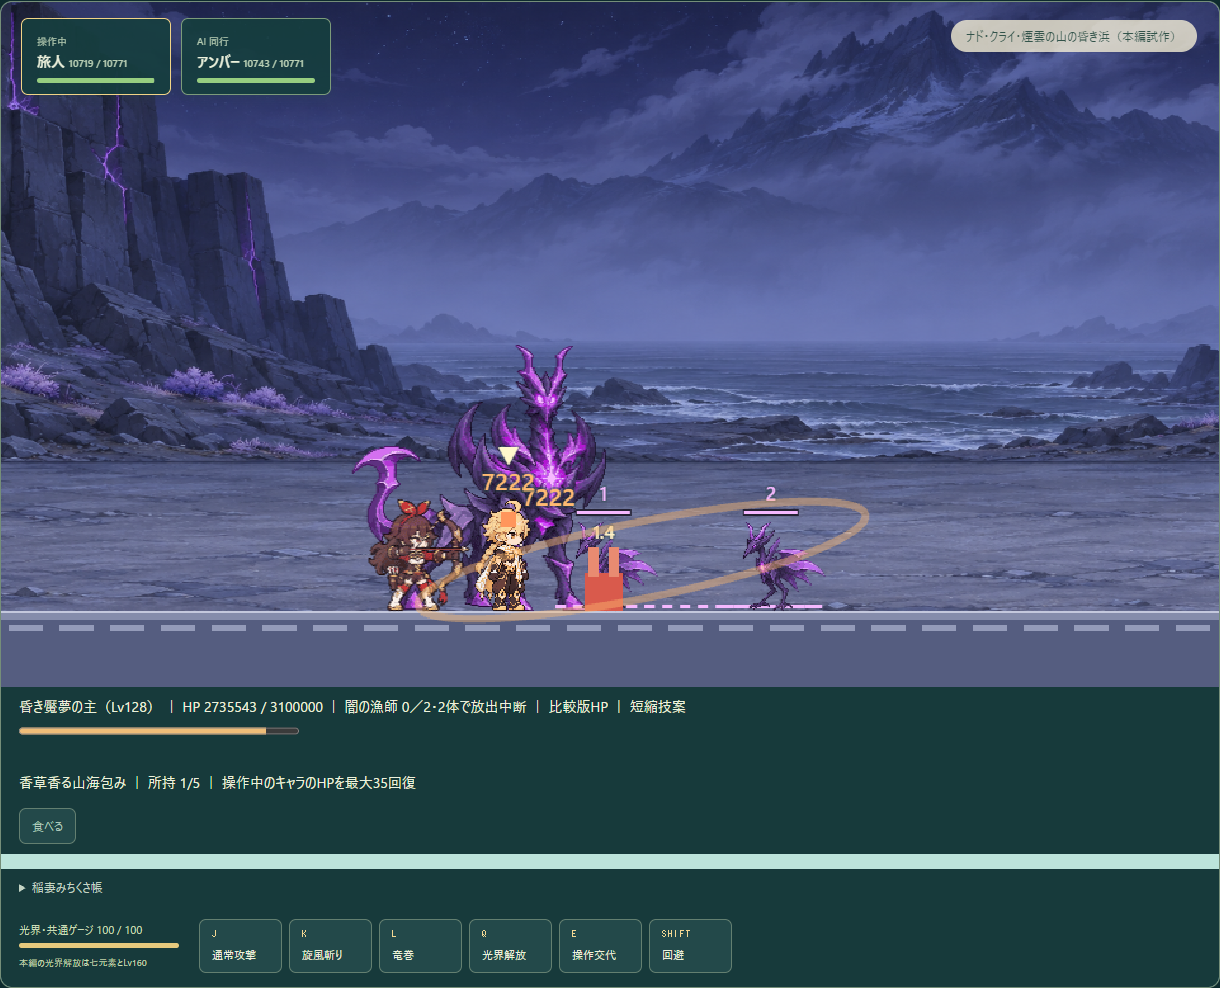 操作中
旅人 10719 / 10771
AI 同行
アンバー 10743 / 10771
ナド・クライ・煙雲の山の昏き浜（本編試作）
7222
7222
1
2
1.4
昏き魘夢の主（Lv128） | HP 2735543 / 3100000 | 闇の漁師 0／2・2体で放出中断 | 比較版HP | 短縮技案
香草香る山海包み | 所持 1/5 | 操作中のキャラのHPを最大35回復
食べる
▶ 稲妻みちくさ帳
光界・共通ゲージ 100 / 100
本編の光界解放は七元素とLv160
J
通常攻撃
K
旋風斬り
L
竜巻
Q
光界解放
E
操作交代
SHIFT
回避